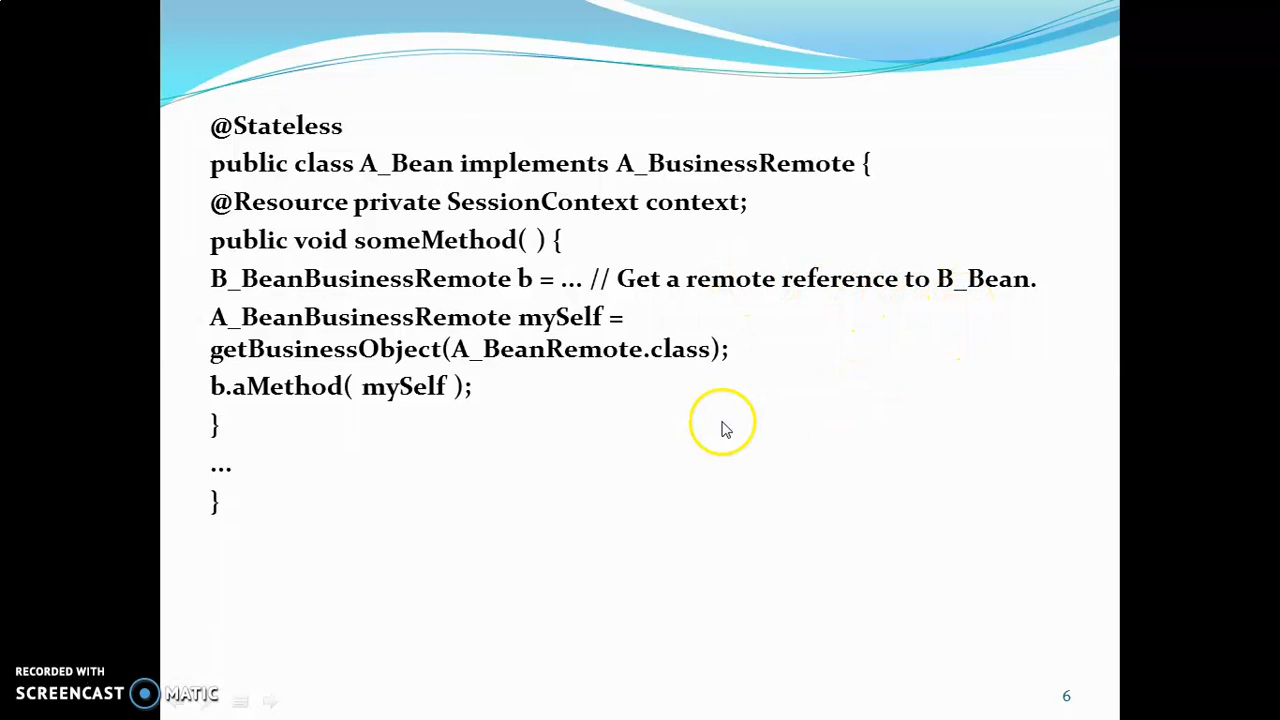 @Stateless
public class A_Bean implements A_BusinessRemote {
@Resource private SessionContext context;
public void someMethod( ) {
B_BeanBusinessRemote b = ... // Get a remote reference to B_Bean.
A_BeanBusinessRemote mySelf =
getBusinessObject(A_BeanRemote.class);
b.aMethod( mySelf );
}
...
}
RECORDED WITH
SCREENCAST MATIC
6